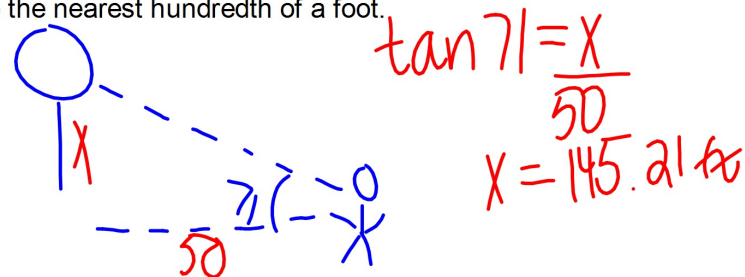 the nearest hundredth of a foot.
tan 71 = x
50
x = 145.21 ft
x
71
50